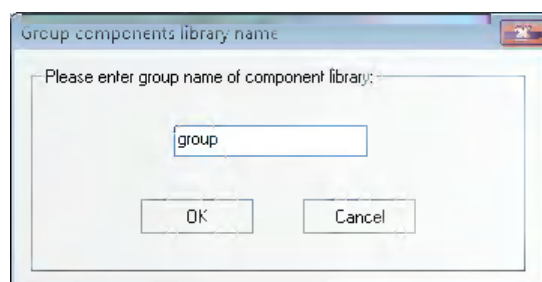 Group components library name
Please enter group name of component library:
group
OK
Cancel